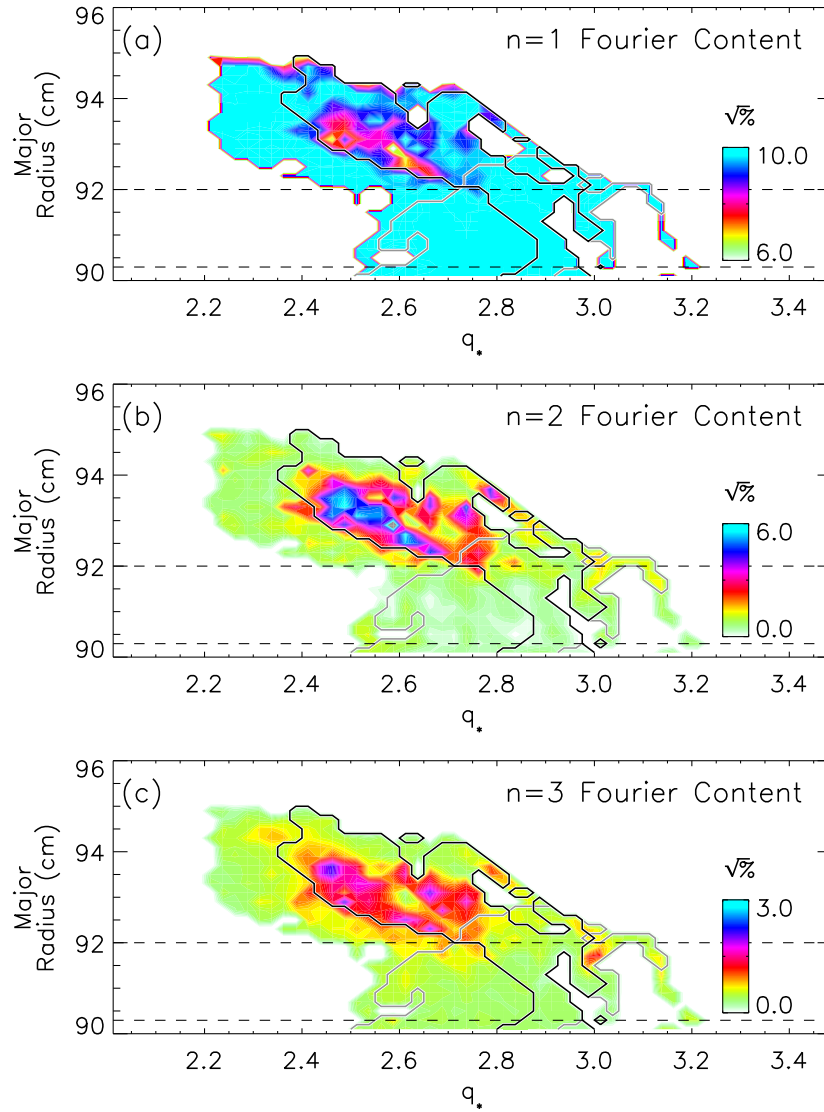 (a)
n=1 Fourier Content
96
94
92
90
Major
Radius (cm)
√%
10.0
6.0
2.2 2.4 2.6 2.8 3.0 3.2 3.4
q*
(b)
n=2 Fourier Content
96
94
92
90
Major
Radius (cm)
√%
6.0
0.0
2.2 2.4 2.6 2.8 3.0 3.2 3.4
q*
(c)
n=3 Fourier Content
96
94
92
90
Major
Radius (cm)
√%
3.0
0.0
2.2 2.4 2.6 2.8 3.0 3.2 3.4
q*